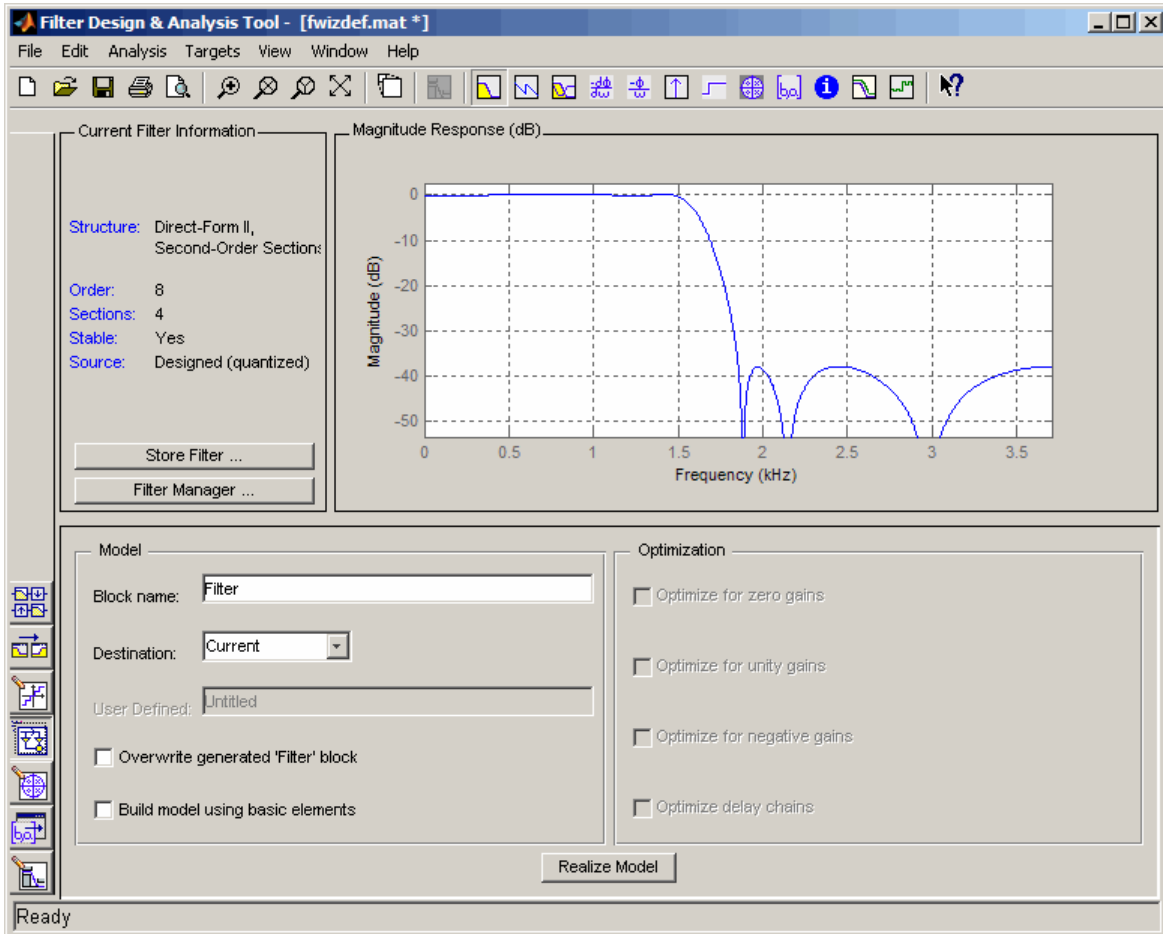 Filter Design & Analysis Tool - [fwizdef.mat *]
File Edit Analysis Targets View Window Help
Current Filter Information
Structure: Direct-Form II,
Second-Order Sections
Order: 8
Sections: 4
Stable: Yes
Source: Designed (quantized)
Store Filter ...
Filter Manager ...
Magnitude Response (dB)
Magnitude (dB)
0
-10
-20
-30
-40
-50
0 0.5 1 1.5 2 2.5 3 3.5
Frequency (kHz)
Model
Block name: Filter
Destination: Current
User Defined: Untitled
Overwrite generated 'Filter' block
Build model using basic elements
Optimization
Optimize for zero gains
Optimize for unity gains
Optimize for negative gains
Optimize delay chains
Realize Model
Ready